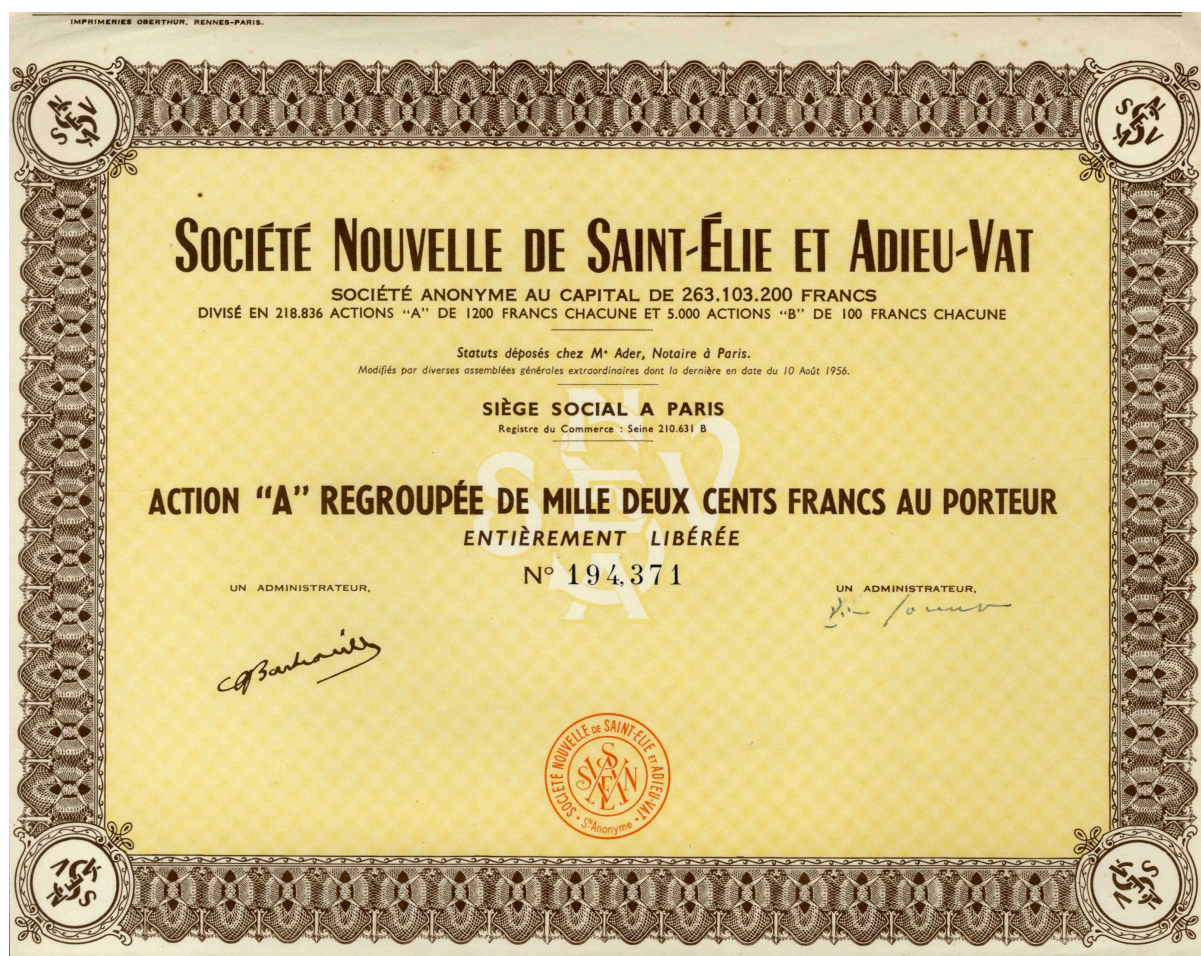 IMPRIMERIES OBERTHUR, RENNES-PARIS.
SOCIÉTÉ NOUVELLE DE SAINT-ÉLIE ET ADIEU-VAT
SOCIÉTÉ ANONYME AU CAPITAL DE 263.103.200 FRANCS
DIVISÉ EN 218.836 ACTIONS "A" DE 1200 FRANCS CHACUNE ET 5.000 ACTIONS "B" DE 100 FRANCS CHACUNE
Statuts déposés chez Me Ader, Notaire à Paris.
Modifiés par diverses assemblées générales extraordinaires dont la dernière en date du 10 Août 1956.
SIÈGE SOCIAL A PARIS
Registre du Commerce : Seine 210.631 B
ACTION "A" REGROUPÉE DE MILLE DEUX CENTS FRANCS AU PORTEUR
ENTIÈREMENT LIBÉRÉE
N° 194,371
UN ADMINISTRATEUR,
UN ADMINISTRATEUR,
SOCIÉTÉ NOUVELLE DE SAINT-ELIE ET ADIEU-VAT
Sté Anonyme